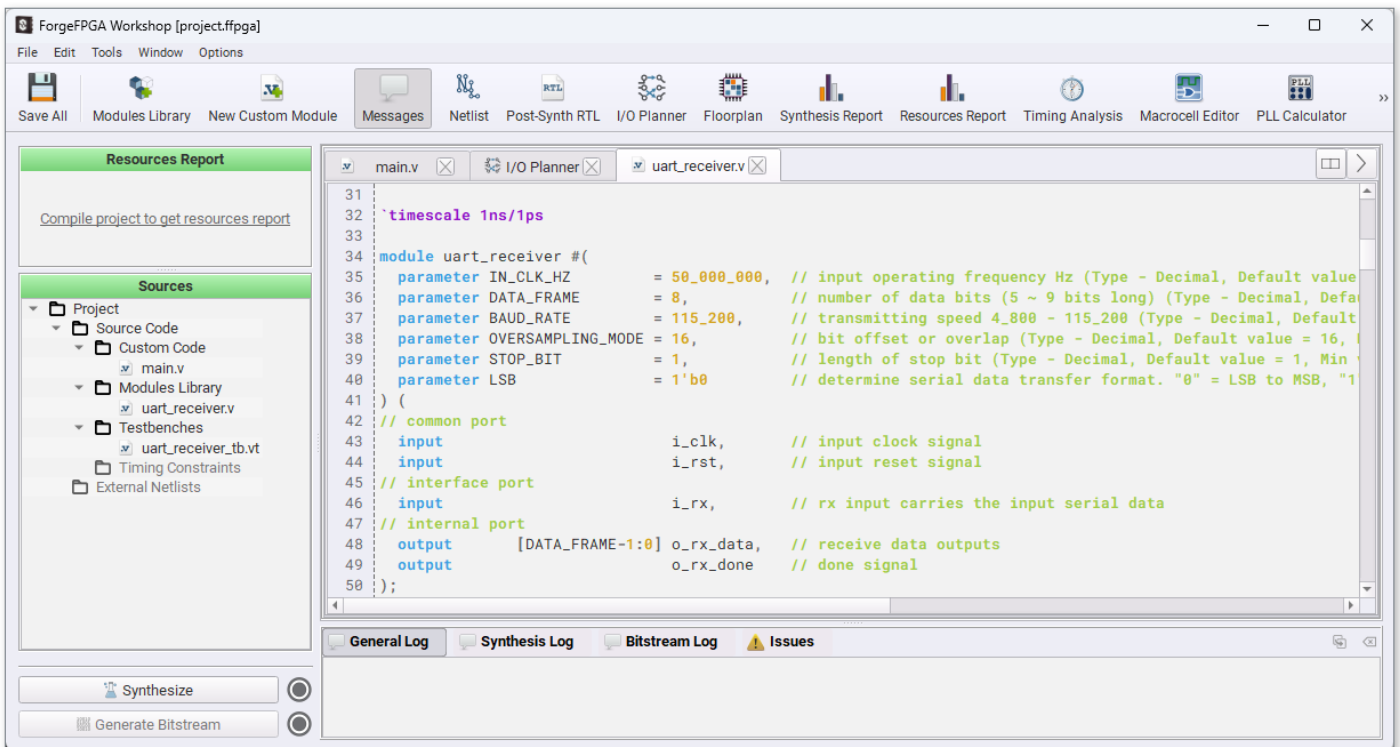 ForgeFPGA Workshop [project.ffpga]
File Edit Tools Window Options
Save All Modules Library New Custom Module Messages Netlist Post-Synth RTL I/O Planner Floorplan Synthesis Report Resources Report Timing Analysis Macrocell Editor PLL Calculator »
Resources Report
Compile project to get resources report
Sources
Project
Source Code
Custom Code
main.v
Modules Library
uart_receiver.v
Testbenches
uart_receiver_tb.vt
Timing Constraints
External Netlists
Synthesize
Generate Bitstream
main.v I/O Planner uart_receiver.v
31
32 `timescale 1ns/1ps
33
34 module uart_receiver #(
35 parameter IN_CLK_HZ = 50_000_000, // input operating frequency Hz (Type - Decimal, Default value
36 parameter DATA_FRAME = 8, // number of data bits (5 ~ 9 bits long) (Type - Decimal, Defau
37 parameter BAUD_RATE = 115_200, // transmitting speed 4_800 - 115_200 (Type - Decimal, Default
38 parameter OVERSAMPLING_MODE = 16, // bit offset or overlap (Type - Decimal, Default value = 16,
39 parameter STOP_BIT = 1, // length of stop bit (Type - Decimal, Default value = 1, Min
40 parameter LSB = 1'b0 // determine serial data transfer format. "0" = LSB to MSB, "1"
41 ) (
42 // common port
43 input i_clk, // input clock signal
44 input i_rst, // input reset signal
45 // interface port
46 input i_rx, // rx input carries the input serial data
47 // internal port
48 output [DATA_FRAME-1:0] o_rx_data, // receive data outputs
49 output o_rx_done // done signal
50 );
General Log Synthesis Log Bitstream Log Issues